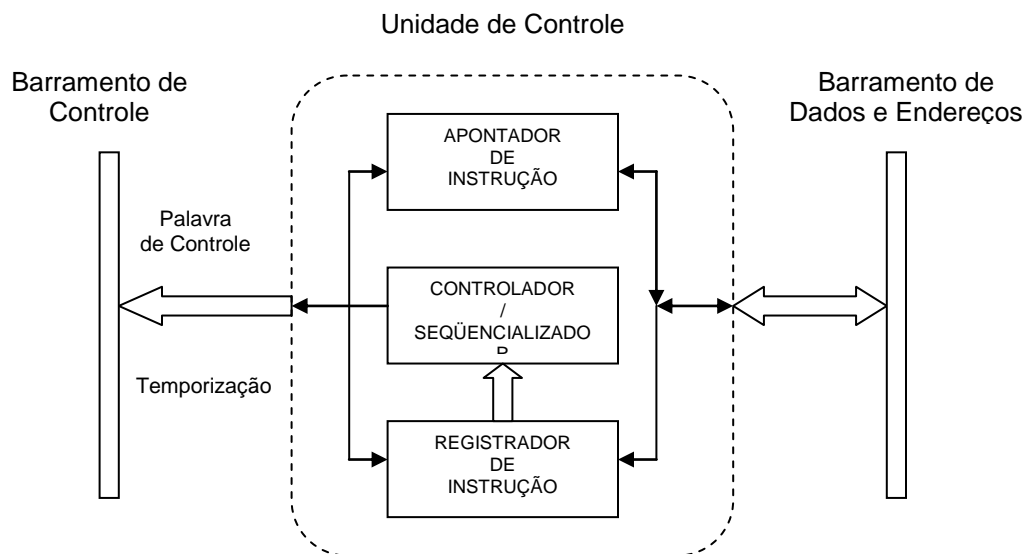 Unidade de Controle
Barramento de
Controle
Barramento de
Dados e Endereços
APONTADOR
DE
INSTRUÇÃO
Palavra
de Controle
CONTROLADOR
/
SEQÜENCIALIZADO
R
Temporização
REGISTRADOR
DE
INSTRUÇÃO